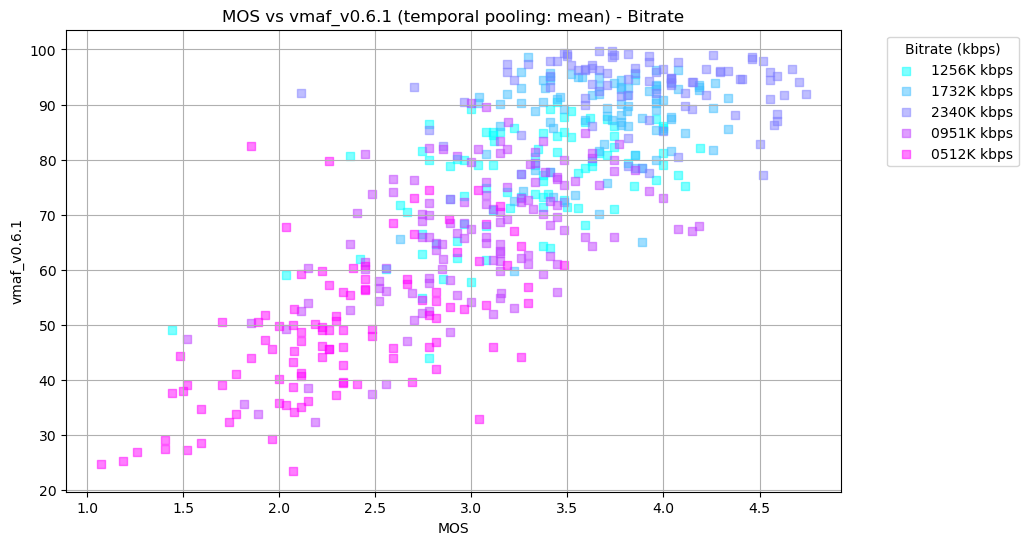 MOS vs vmaf_v0.6.1 (temporal pooling: mean) - Bitrate
Bitrate (kbps)
1256K kbps
1732K kbps
2340K kbps
0951K kbps
0512K kbps
vmaf_v0.6.1
100
90
80
70
60
50
40
30
20
1.0 1.5 2.0 2.5 3.0 3.5 4.0 4.5
MOS